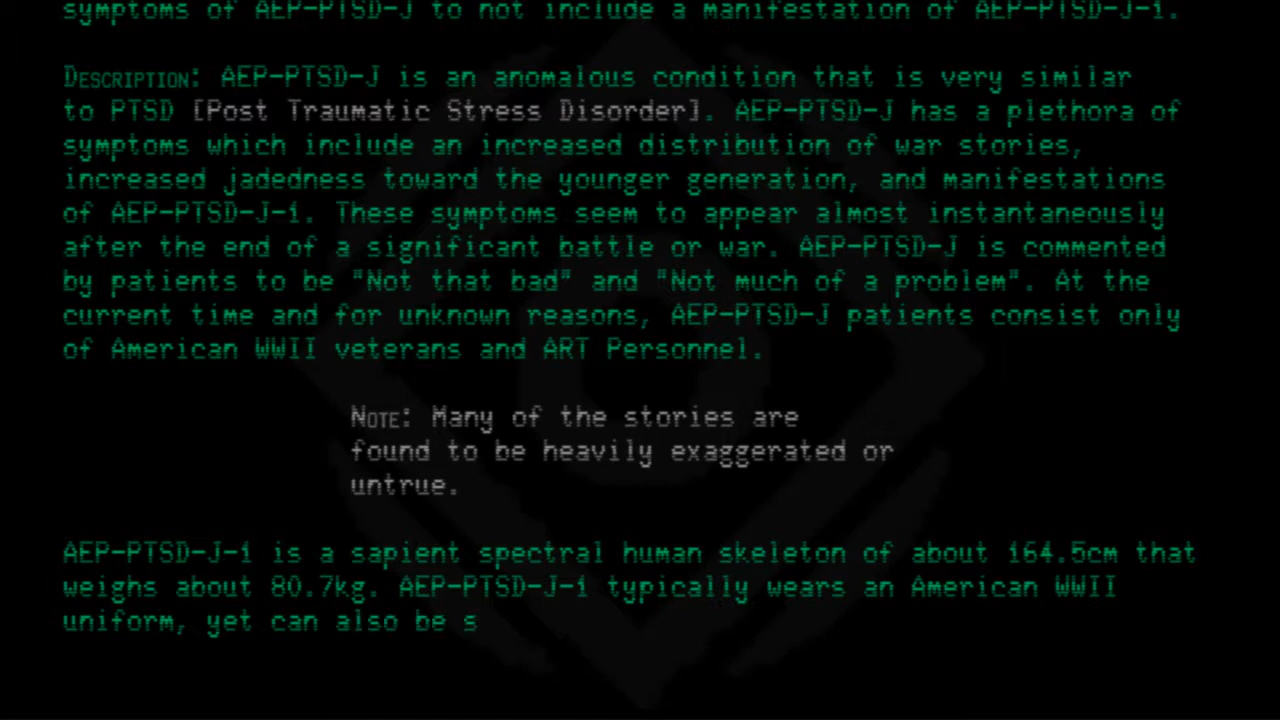 symptoms of AEP-PTSD-J to not include a manifestation of AEP-PTSD-J-1.
Description: AEP-PTSD-J is an anomalous condition that is very similar
to PTSD [Post Traumatic Stress Disorder]. AEP-PTSD-J has a plethora of
symptoms which include an increased distribution of war stories,
increased jadedness toward the younger generation, and manifestations
of AEP-PTSD-J-1. These symptoms seem to appear almost instantaneously
after the end of a significant battle or war. AEP-PTSD-J is commented
by patients to be "Not that bad" and "Not much of a problem". At the
current time and for unknown reasons, AEP-PTSD-J patients consist only
of American WWII veterans and ART Personnel.
Note: Many of the stories are
found to be heavily exaggerated or
untrue.
AEP-PTSD-J-1 is a sapient spectral human skeleton of about 164.5cm that
weighs about 80.7kg. AEP-PTSD-J-1 typically wears an American WWII
uniform, yet can also be s